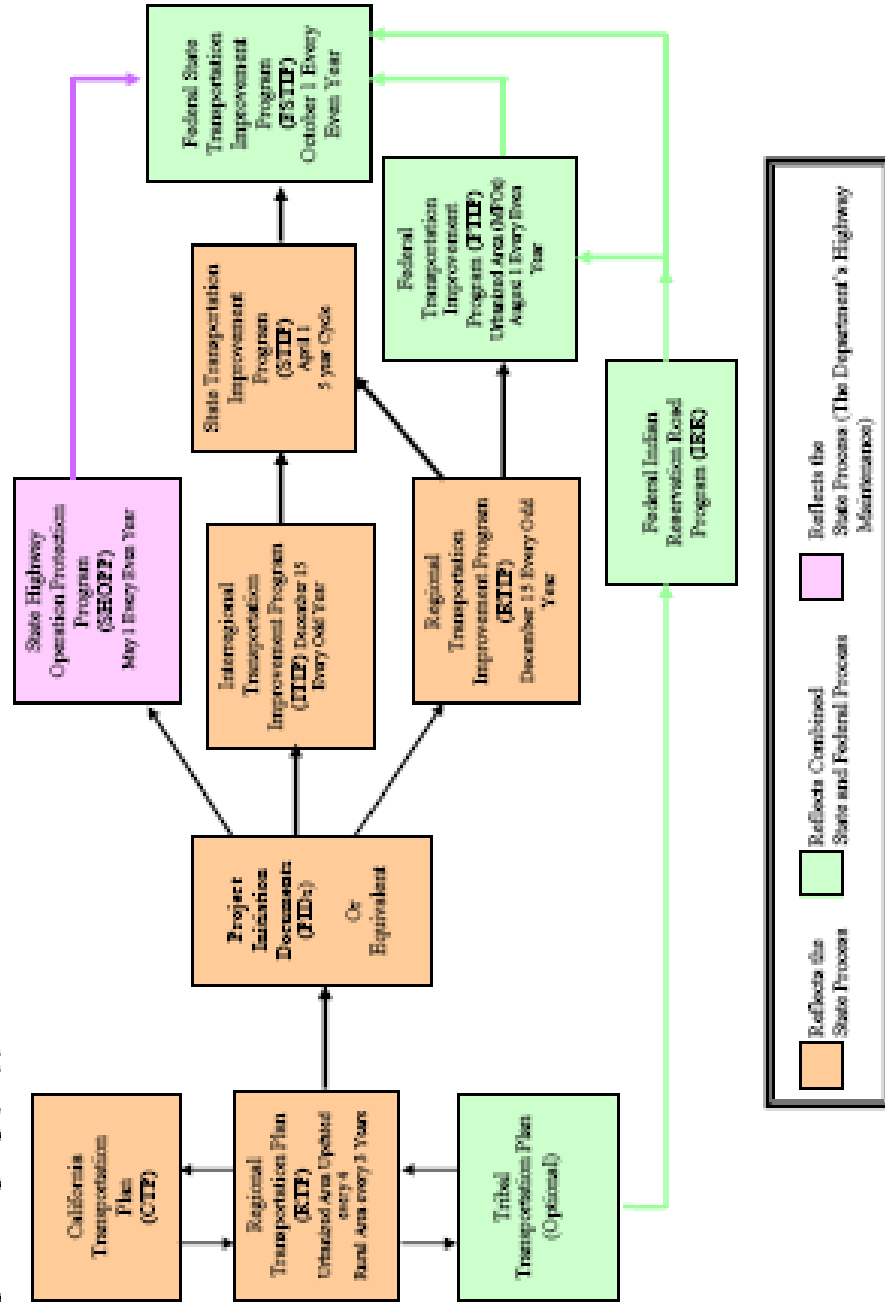 California
Transportation
Plan
(CTP)
Regional
Transportation Plan
(RTP)
Urbanized Area Updated
every 4
Rural Area every 5 Years
Tribal
Transportation Plan
(Optional)
Project
Initiation
Documents
(PIDs)
Or
Equivalent
State Highway
Operation Protection
Program
(SHOPP)
May 1 Every Even Year
Interregional
Transportation
Improvement Program
(ITIP) December 15
Every Odd Year
Regional
Transportation
Improvement Program
(RTIP)
December 15 Every Odd
Year
State Transportation
Improvement
Program
(STIP)
April 1
5 year Cycle
Federal State
Transportation
Improvement
Program
(FSTIP)
October 1 Every
Even Year
Federal
Transportation
Improvement
Program (FTIP)
Urbanized Area (MPOs)
August 1 Every Even
Year
Federal Indian
Reservation Road
Program (IRR)
Reflects the
State Process
Reflects Combined
State and Federal Process
Reflects the
State Process (The Department's Highway
Maintenance)